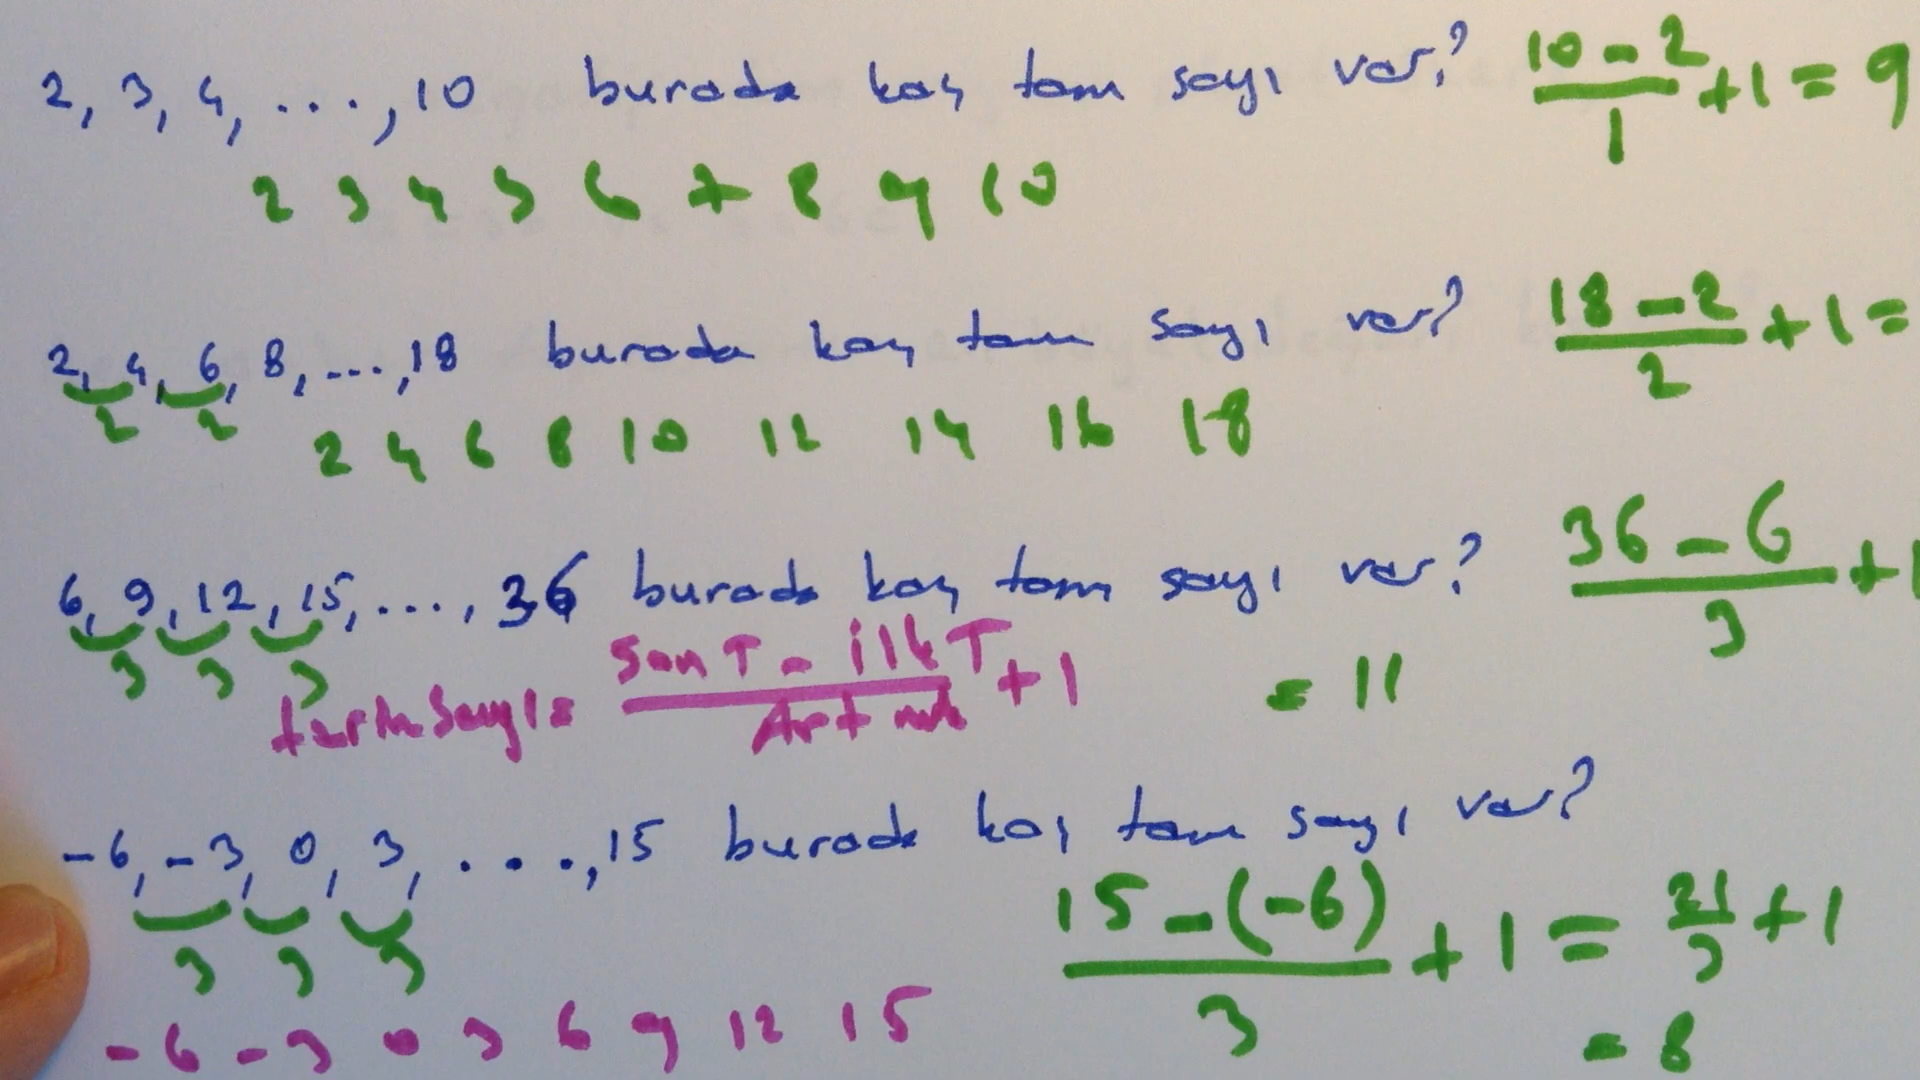 2, 3, 4, ..., 10 burada kaç tam sayı var? 10-2/1 +1 = 9
2 3 4 5 6 7 8 9 10
2, 4, 6, 8, ..., 18 burada kaç tam sayı var? 18-2/2 +1 =
2 2
2 4 6 8 10 12 14 16 18
6, 9, 12, 15, ..., 36 burada kaç tam sayı var? 36-6/3 +1
3 3 3
terim Sayı = Son T - ilk T/Art mik +1 = 11
-6, -3, 0, 3, ..., 15 burada kaç tam sayı var?
3 3 3
15-(-6)/3 +1 = 21/3 +1
-6 -3 0 3 6 9 12 15 = 8